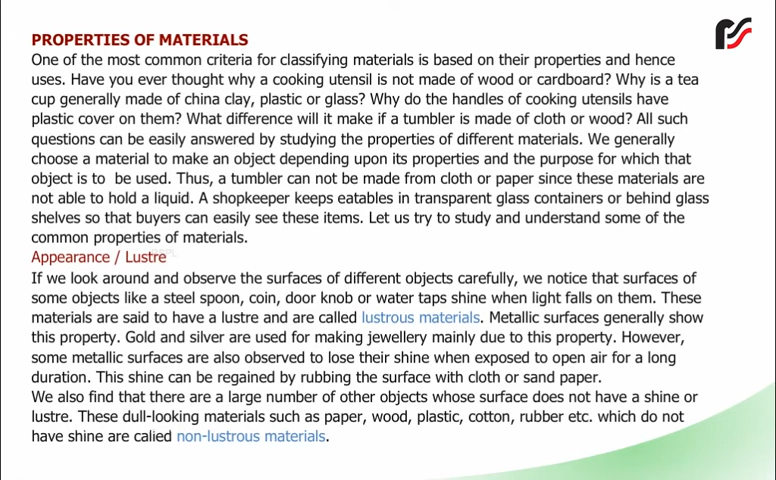 PROPERTIES OF MATERIALS
One of the most common criteria for classifying materials is based on their properties and hence
uses. Have you ever thought why a cooking utensil is not made of wood or cardboard? Why is a tea
cup generally made of china clay, plastic or glass? Why do the handles of cooking utensils have
plastic cover on them? What difference will it make if a tumbler is made of cloth or wood? All such
questions can be easily answered by studying the properties of different materials. We generally
choose a material to make an object depending upon its properties and the purpose for which that
object is to be used. Thus, a tumbler can not be made from cloth or paper since these materials are
not able to hold a liquid. A shopkeeper keeps eatables in transparent glass containers or behind glass
shelves so that buyers can easily see these items. Let us try to study and understand some of the
common properties of materials.
Appearance / Lustre
If we look around and observe the surfaces of different objects carefully, we notice that surfaces of
some objects like a steel spoon, coin, door knob or water taps shine when light falls on them. These
materials are said to have a lustre and are called lustrous materials. Metallic surfaces generally show
this property. Gold and silver are used for making jewellery mainly due to this property. However,
some metallic surfaces are also observed to lose their shine when exposed to open air for a long
duration. This shine can be regained by rubbing the surface with cloth or sand paper.
We also find that there are a large number of other objects whose surface does not have a shine or
lustre. These dull-looking materials such as paper, wood, plastic, cotton, rubber etc. which do not
have shine are calied non-lustrous materials.